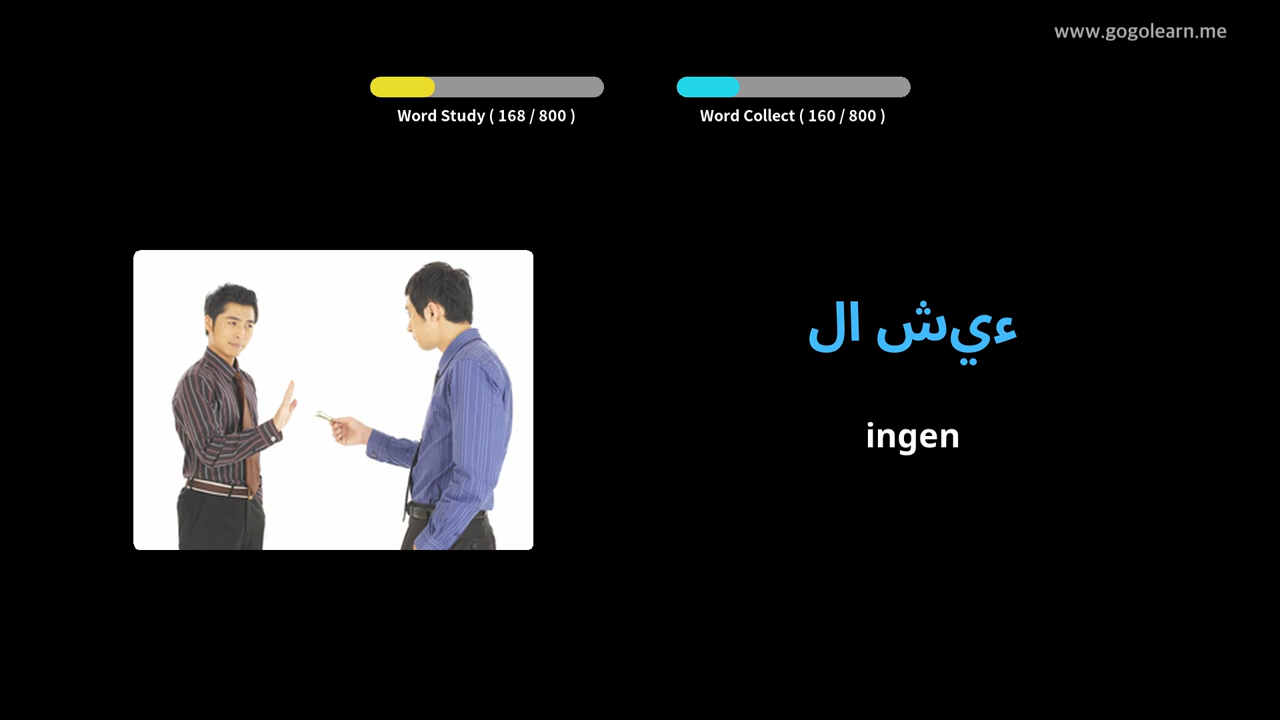 www.gogolearn.me
Word Study ( 168 / 800 )
Word Collect ( 160 / 800 )
ءيش ال
ingen